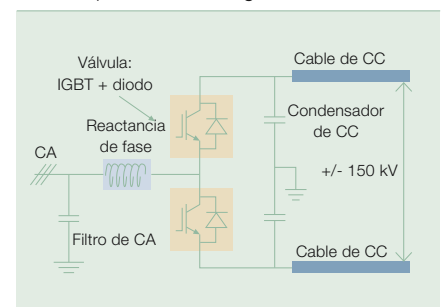 Cable de CC
Válvula:
IGBT + diodo
Condensador
de CC
Reactancia
de fase
CA
+/- 150 kV
Filtro de CA
Cable de CC